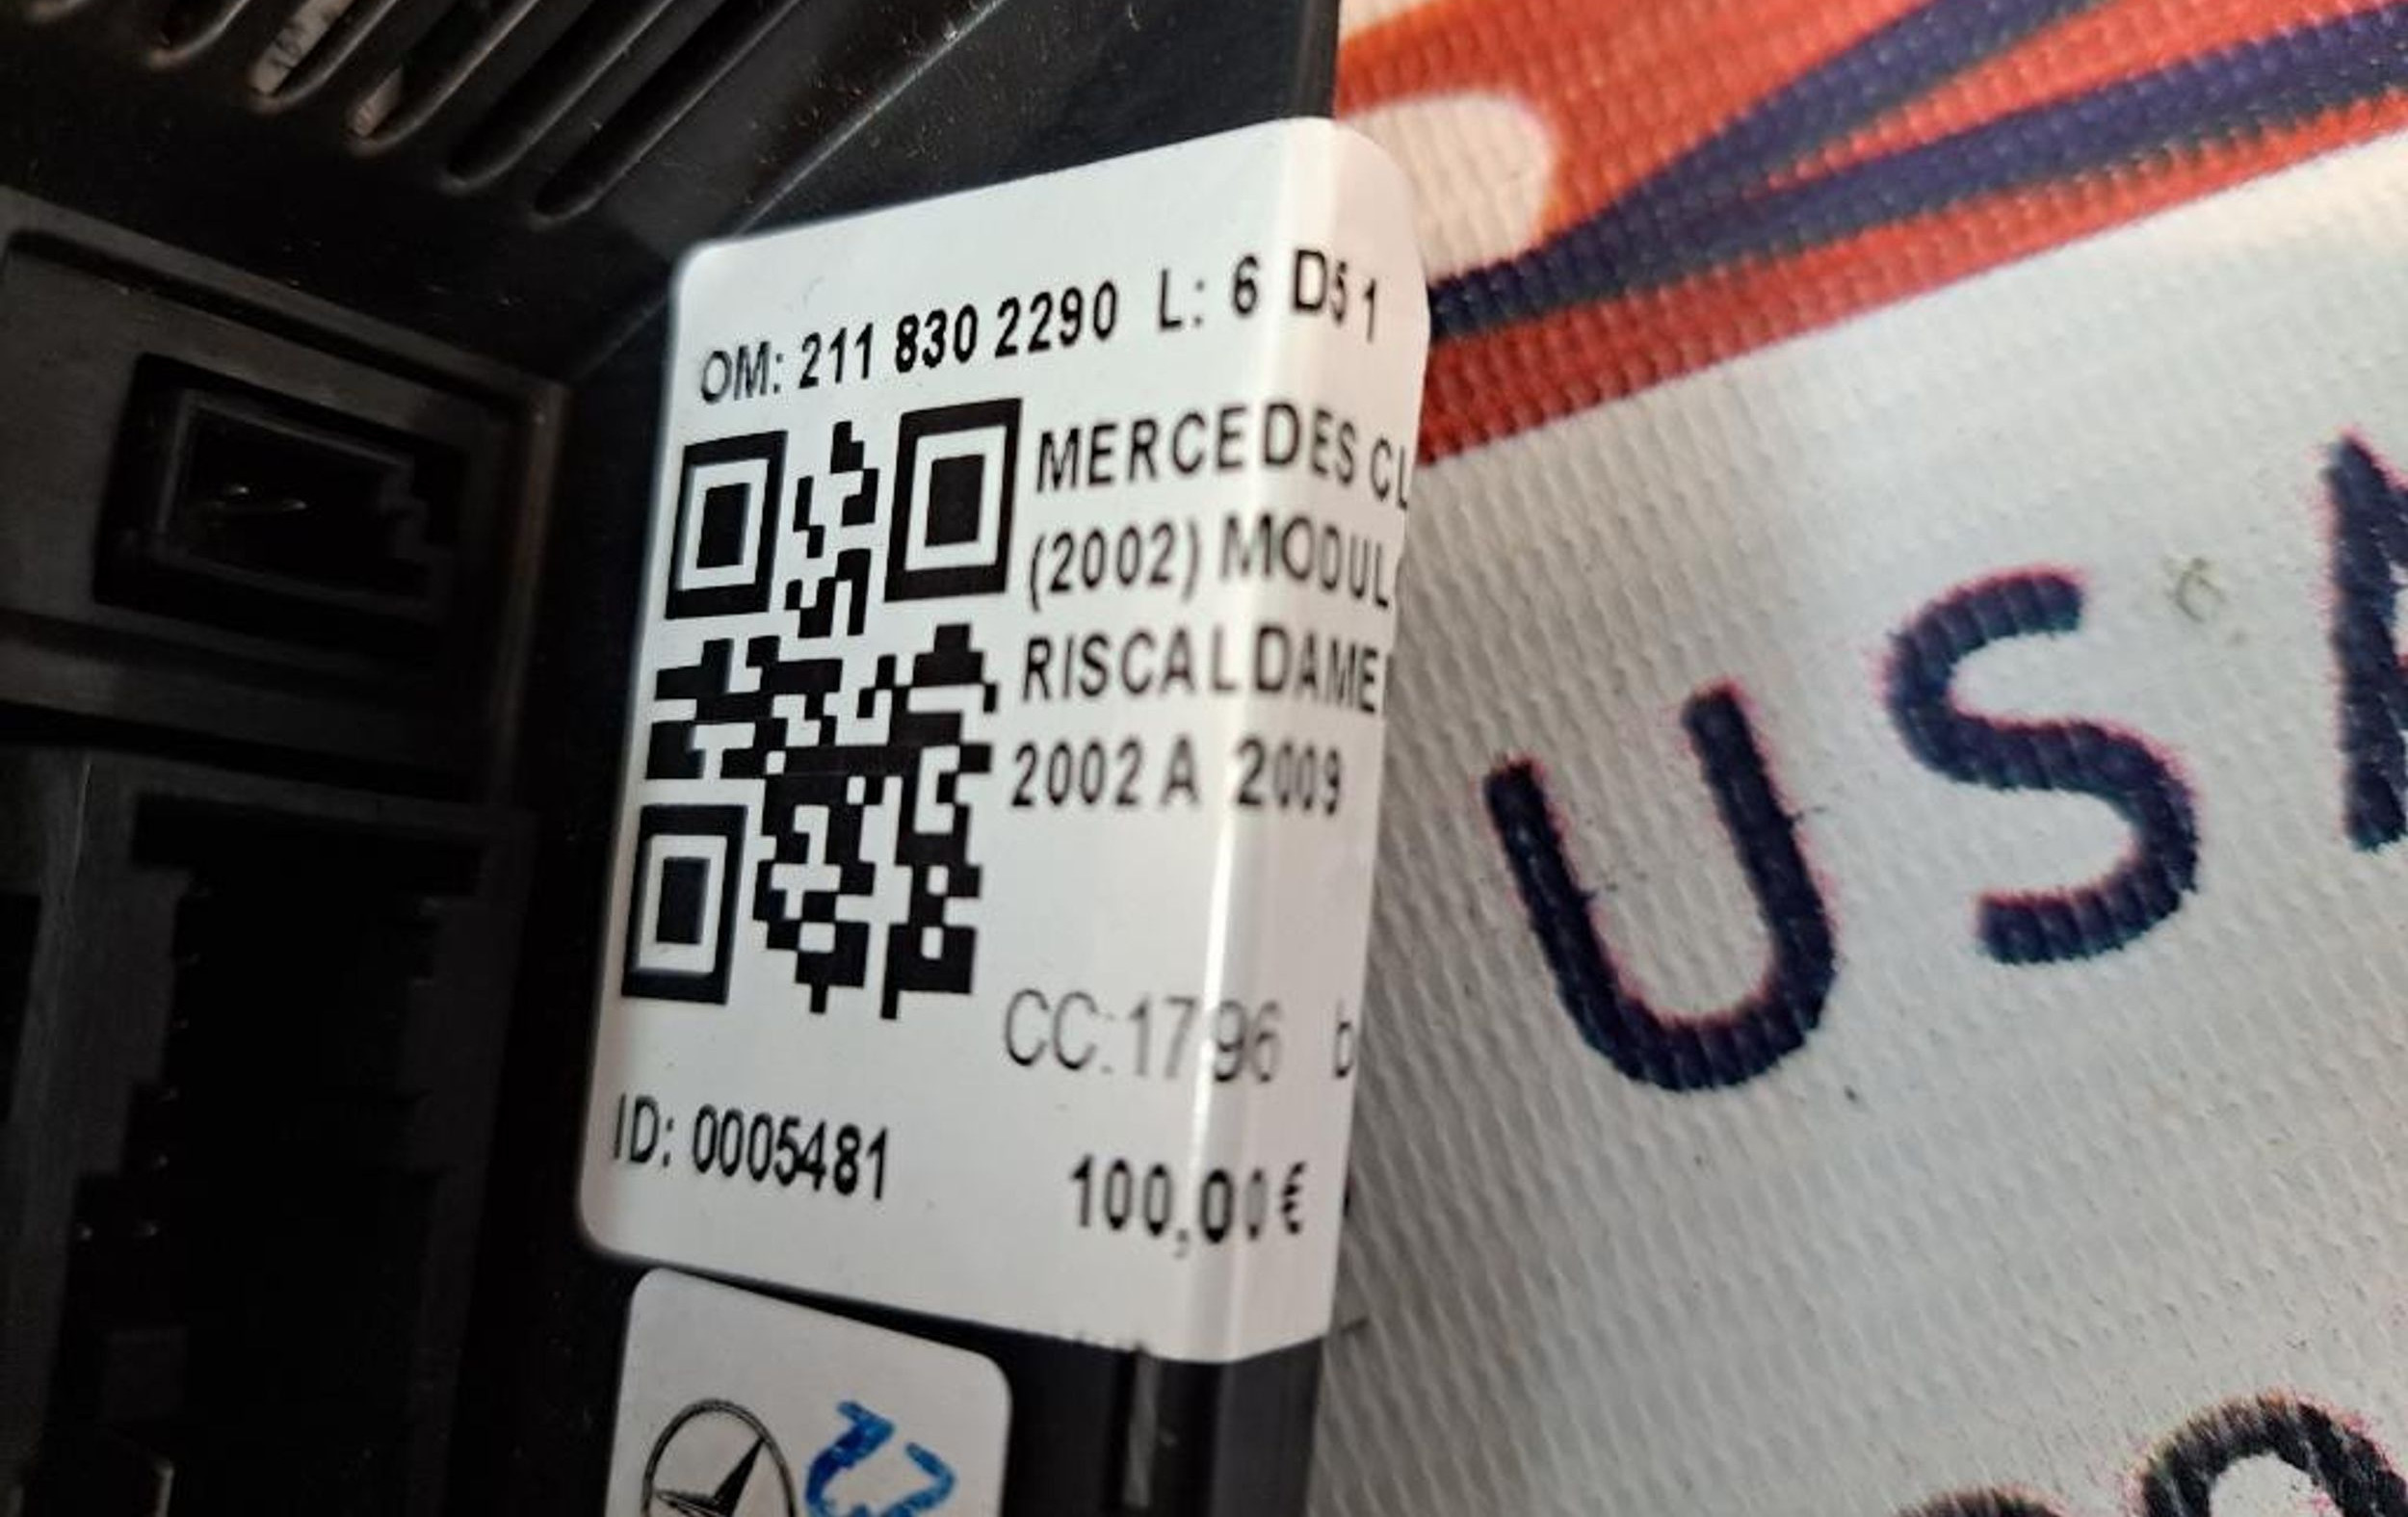 OM: 211 830 2290 L: 6 D5 1
MERCEDES CL
(2002) MODUL
RISCALDAME
2002 A 2009
CC:1796 b
ID: 0005481
100,00€
US